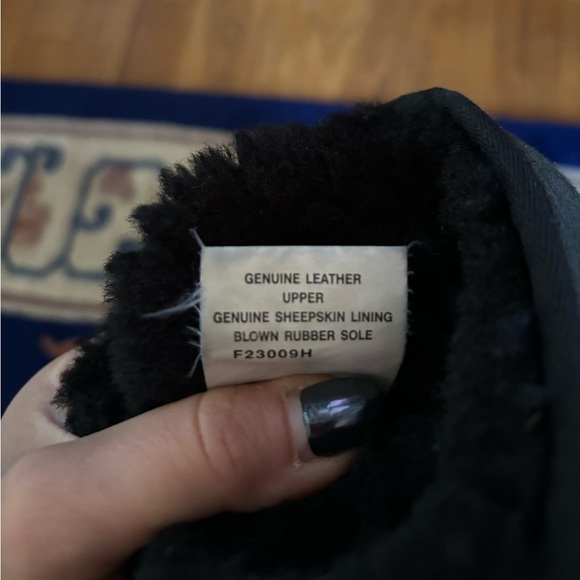 GENUINE LEATHER
UPPER
GENUINE SHEEPSKIN LINING
BLOWN RUBBER SOLE
F23009H